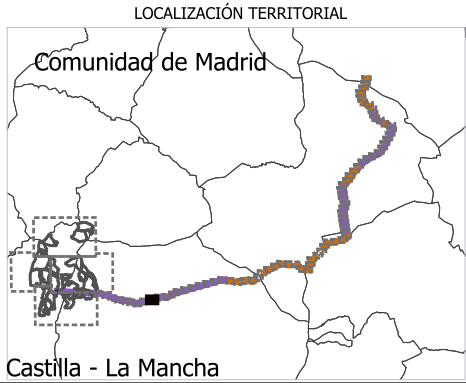 LOCALIZACIÓN TERRITORIAL
Comunidad de Madrid
Castilla - La Mancha